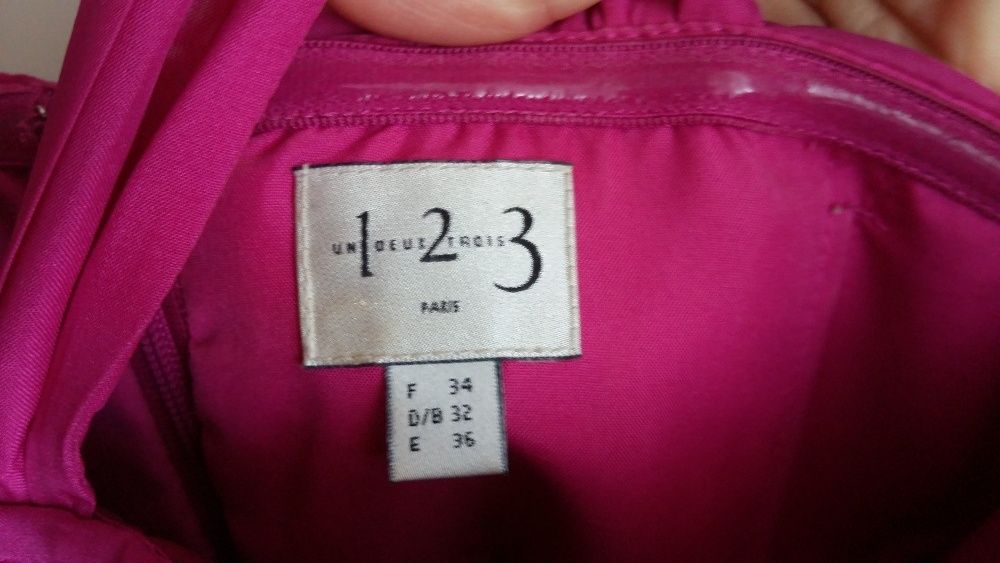 UN 1 DEUX 2 TROIS 3
PARIS
F 34
D/B 32
E 36